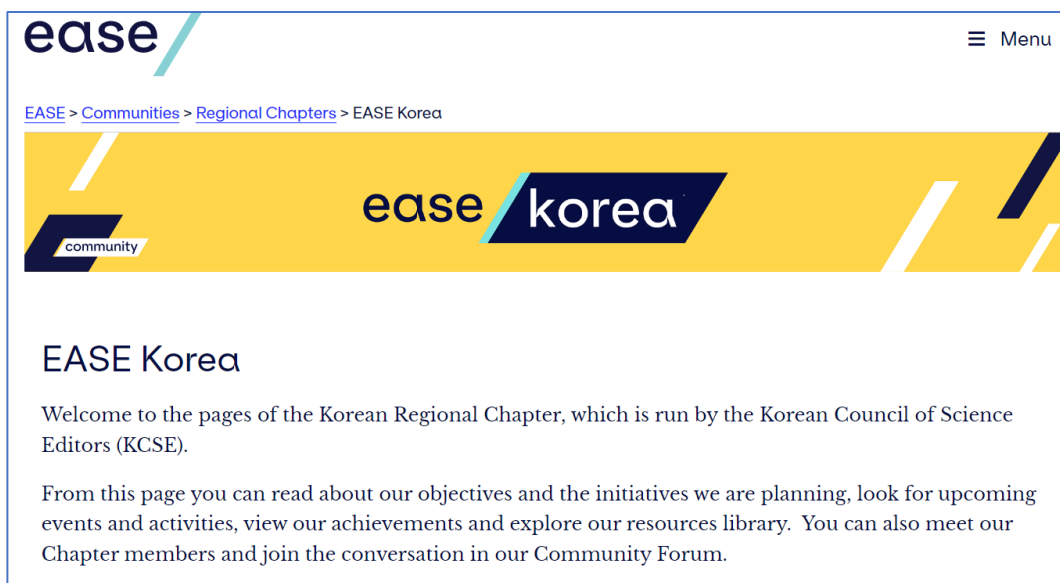 ease
Menu
EASE > Communities > Regional Chapters > EASE Korea
ease korea
community
EASE Korea
Welcome to the pages of the Korean Regional Chapter, which is run by the Korean Council of Science
Editors (KCSE).
From this page you can read about our objectives and the initiatives we are planning, look for upcoming
events and activities, view our achievements and explore our resources library.  You can also meet our
Chapter members and join the conversation in our Community Forum.